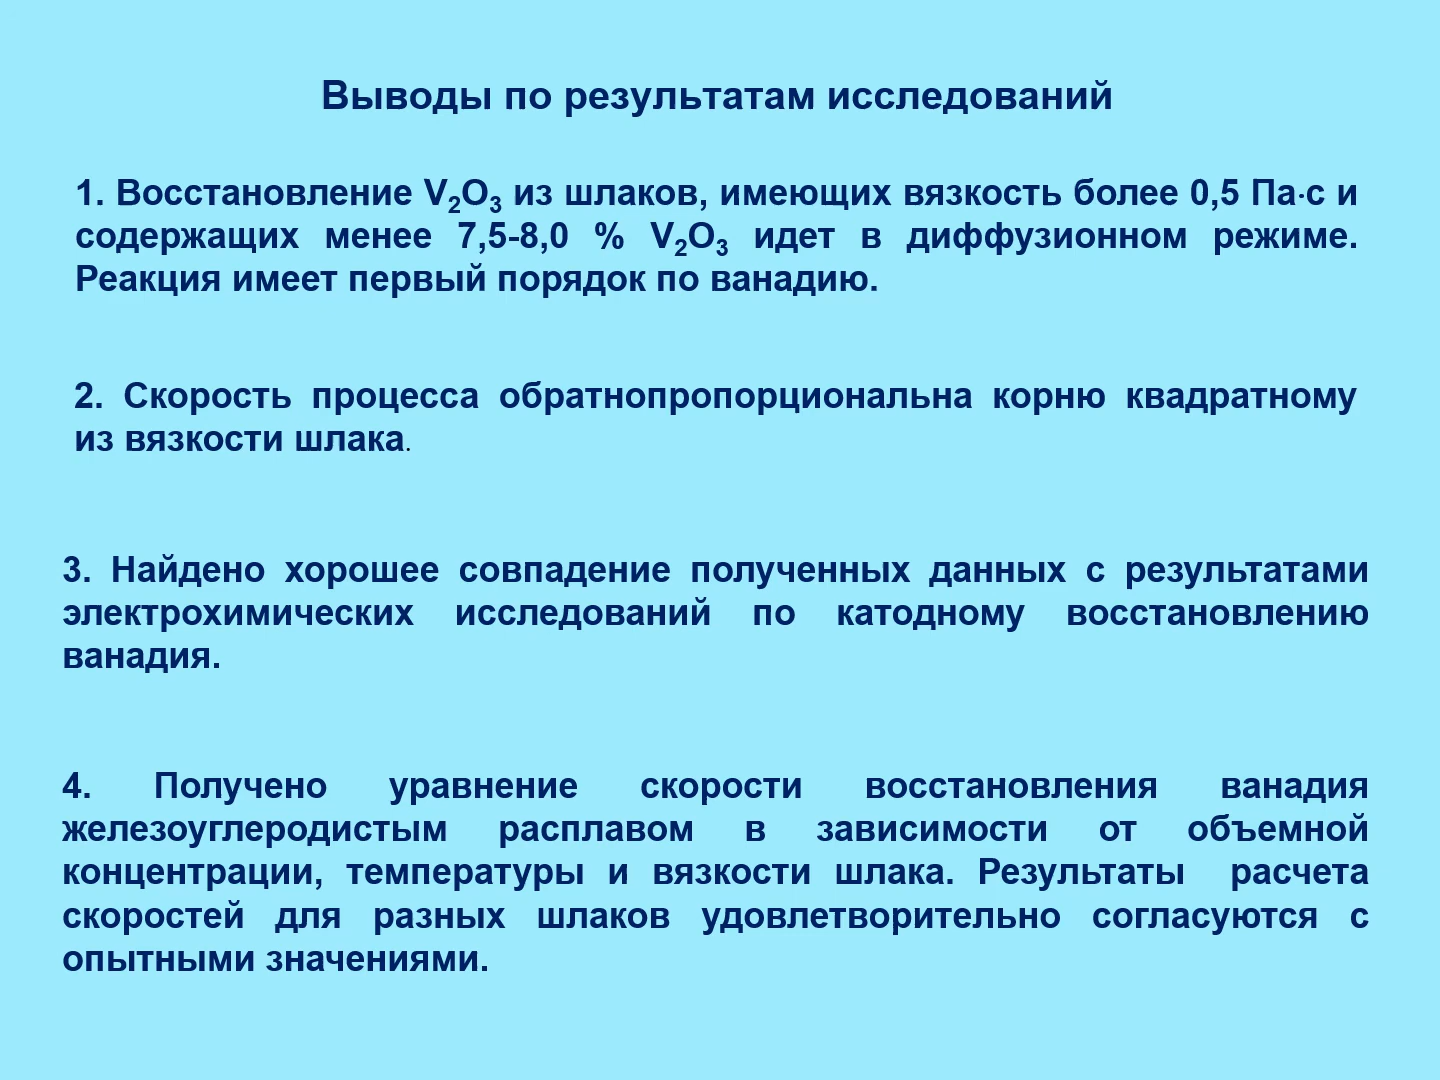 Выводы по результатам исследований
1. Восстановление V₂O₃ из шлаков, имеющих вязкость более 0,5 Па·с и
содержащих менее 7,5-8,0 % V₂O₃ идет в диффузионном режиме.
Реакция имеет первый порядок по ванадию.
2. Скорость процесса обратнопропорциональна корню квадратному
из вязкости шлака.
3. Найдено хорошее совпадение полученных данных с результатами
электрохимических исследований по катодному восстановлению
ванадия.
4. Получено уравнение скорости восстановления ванадия
железоуглеродистым расплавом в зависимости от объемной
концентрации, температуры и вязкости шлака. Результаты расчета
скоростей для разных шлаков удовлетворительно согласуются с
опытными значениями.